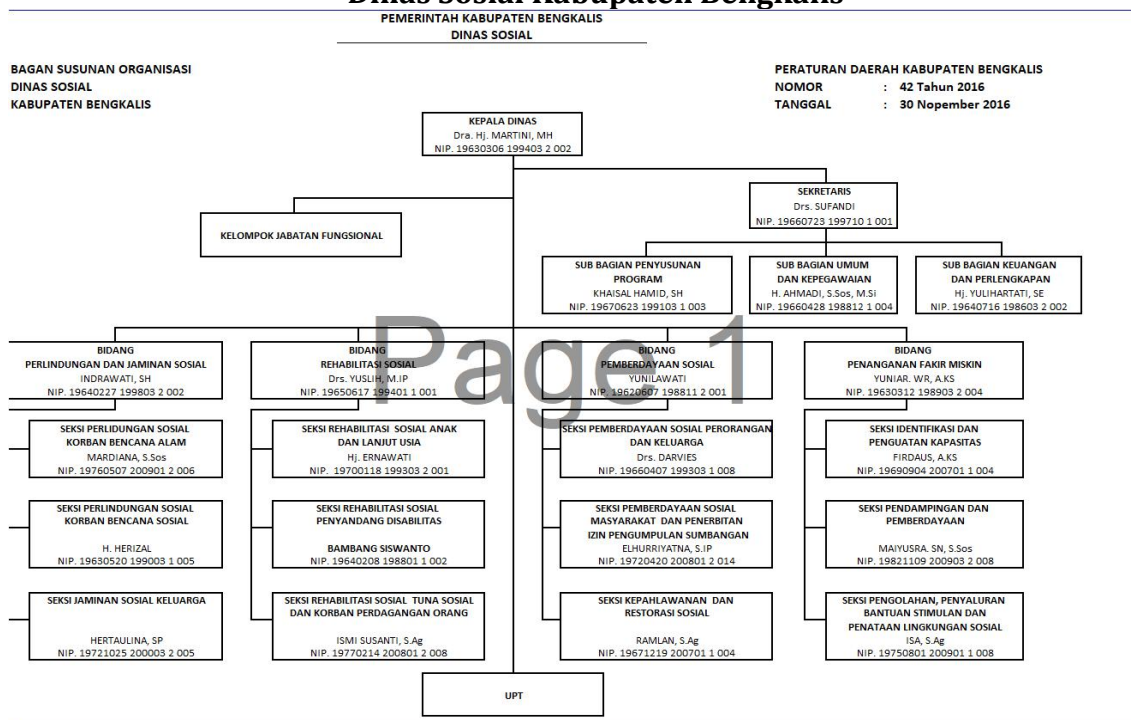 Dinas Sosial Kabupaten Bengkalis
PEMERINTAH KABUPATEN BENGKALIS
DINAS SOSIAL
BAGAN SUSUNAN ORGANISASI
DINAS SOSIAL
KABUPATEN BENGKALIS
PERATURAN DAERAH KABUPATEN BENGKALIS
NOMOR : 42 Tahun 2016
TANGGAL : 30 Nopember 2016
KEPALA DINAS
Dra. Hj. MARTINI, MH
NIP. 19630306 199403 2 002
SEKRETARIS
Drs. SUFANDI
NIP. 19660723 199710 1 001
KELOMPOK JABATAN FUNGSIONAL
SUB BAGIAN PENYUSUNAN
PROGRAM
KHAISAL HAMID, SH
NIP. 19670623 199103 1 003
SUB BAGIAN UMUM
DAN KEPEGAWAIAN
H. AHMADI, S.Sos, M.Si
NIP. 19660428 198812 1 004
SUB BAGIAN KEUANGAN
DAN PERLENGKAPAN
Hj. YULIHARTATI, SE
NIP. 19640716 198603 2 002
Page 1
BIDANG
PERLINDUNGAN DAN JAMINAN SOSIAL
INDRAWATI, SH
NIP. 19640227 199803 2 002
BIDANG
REHABILITASI SOSIAL
Drs. YUSLIH, M.IP
NIP. 19650617 199401 1 001
BIDANG
PEMBERDAYAAN SOSIAL
YUNILAWATI
NIP. 19620607 198811 2 001
BIDANG
PENANGANAN FAKIR MISKIN
YUNIAR. WR, A.KS
NIP. 19630312 198903 2 004
SEKSI PERLIDUNGAN SOSIAL
KORBAN BENCANA ALAM
MARDIANA, S.Sos
NIP. 19760507 200901 2 006
SEKSI REHABILITASI SOSIAL ANAK
DAN LANJUT USIA
Hj. ERNAWATI
NIP. 19700118 199303 2 001
SEKSI PEMBERDAYAAN SOSIAL PERORANGAN
DAN KELUARGA
Drs. DARVIES
NIP. 19660407 199303 1 008
SEKSI IDENTIFIKASI DAN
PENGUATAN KAPASITAS
FIRDAUS, A.KS
NIP. 19690904 200701 1 004
SEKSI PERLINDUNGAN SOSIAL
KORBAN BENCANA SOSIAL
H. HERIZAL
NIP. 19630520 199003 1 005
SEKSI REHABILITASI SOSIAL
PENYANDANG DISABILITAS
BAMBANG SISWANTO
NIP. 19640208 198801 1 002
SEKSI PEMBERDAYAAN SOSIAL
MASYARAKAT DAN PENERBITAN
IZIN PENGUMPULAN SUMBANGAN
ELHURRIYATNA, S.IP
NIP. 19720420 200801 2 014
SEKSI PENDAMPINGAN DAN
PEMBERDAYAAN
MAIYUSRA. SN, S.Sos
NIP. 19821109 200903 2 008
SEKSI JAMINAN SOSIAL KELUARGA
HERTAULINA, SP
NIP. 19721025 200003 2 005
SEKSI REHABILITASI SOSIAL TUNA SOSIAL
DAN KORBAN PERDAGANGAN ORANG
ISMI SUSANTI, S.Ag
NIP. 19770214 200801 2 008
SEKSI KEPAHLAWANAN DAN
RESTORASI SOSIAL
RAMLAN, S.Ag
NIP. 19671219 200701 1 004
SEKSI PENGOLAHAN, PENYALURAN
BANTUAN STIMULAN DAN
PENATAAN LINGKUNGAN SOSIAL
ISA, S.Ag
NIP. 19750801 200901 1 008
UPT